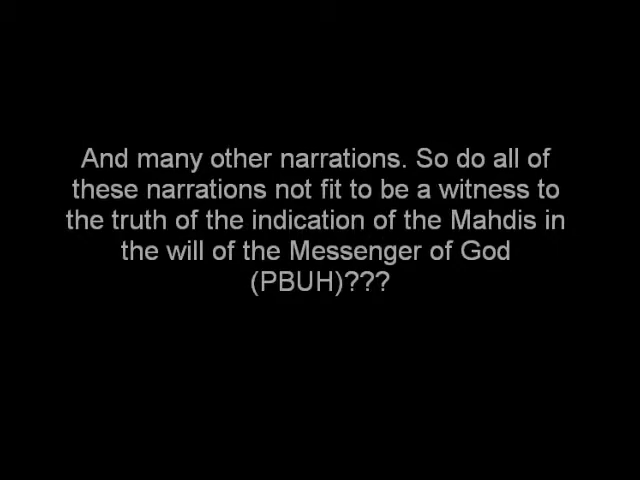 And many other narrations. So do all of
these narrations not fit to be a witness to
the truth of the indication of the Mahdis in
the will of the Messenger of God
(PBUH)???